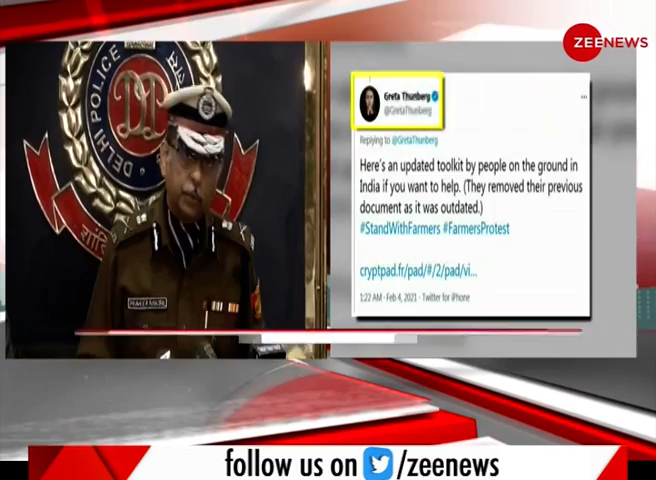 ZEENEWS
DELHI POLICE
Greta Thunberg
@GretaThunberg
Replying to @GretaThunberg
Here's an updated toolkit by people on the ground in
India if you want to help. (They removed their previous
document as it was outdated.)
#StandWithFarmers #FarmersProtest
cryptpad.fr/pad/#/2/pad/vi...
1:22 AM · Feb 4, 2021 · Twitter for iPhone
follow us on /zeenews